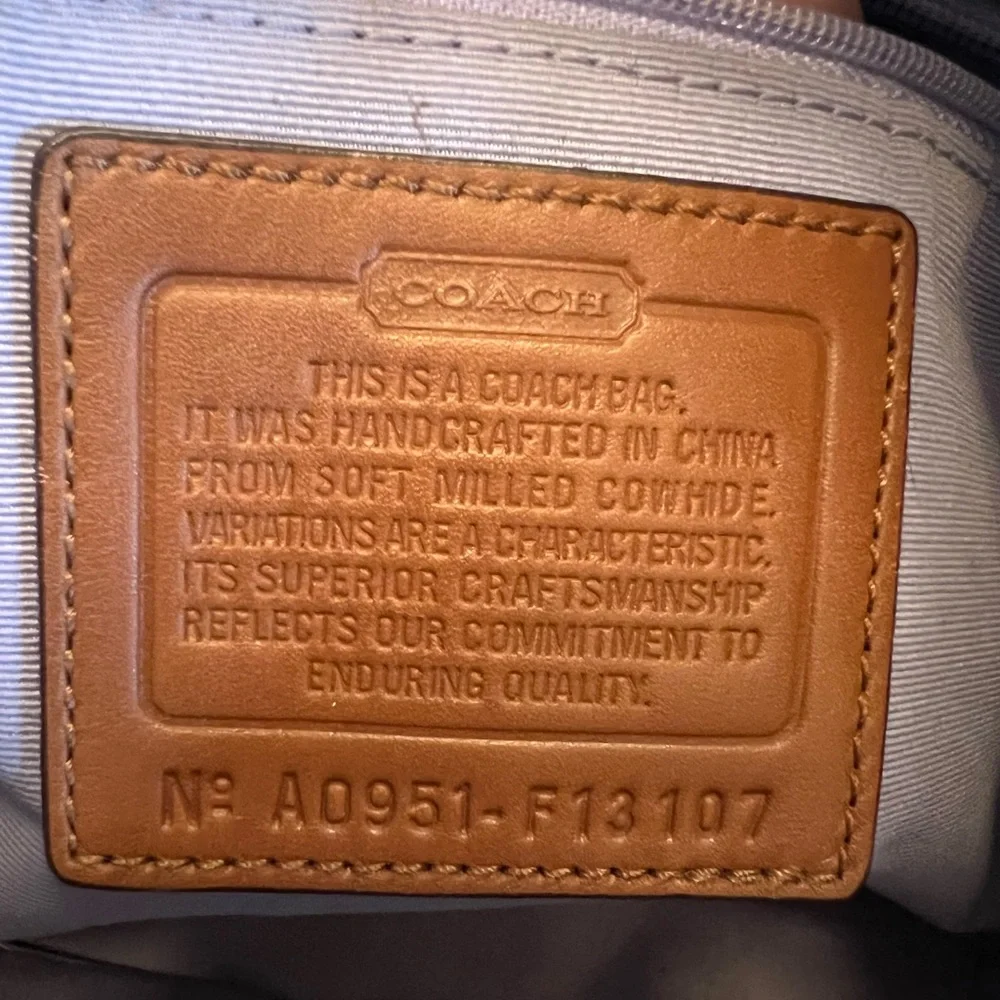 COACH
THIS IS A COACH BAG.
IT WAS HANDCRAFTED IN CHINA
FROM SOFT MILLED COWHIDE.
VARIATIONS ARE A CHARACTERISTIC.
ITS SUPERIOR CRAFTSMANSHIP
REFLECTS OUR COMMITMENT TO
ENDURING QUALITY.
Nº A0951-F13107